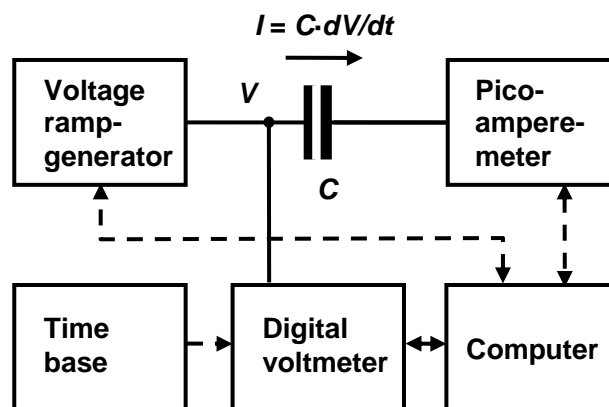 I = C·dV/dt
Voltage
ramp-
generator
V
C
Pico-
ampere-
meter
Time
base
Digital
voltmeter
Computer